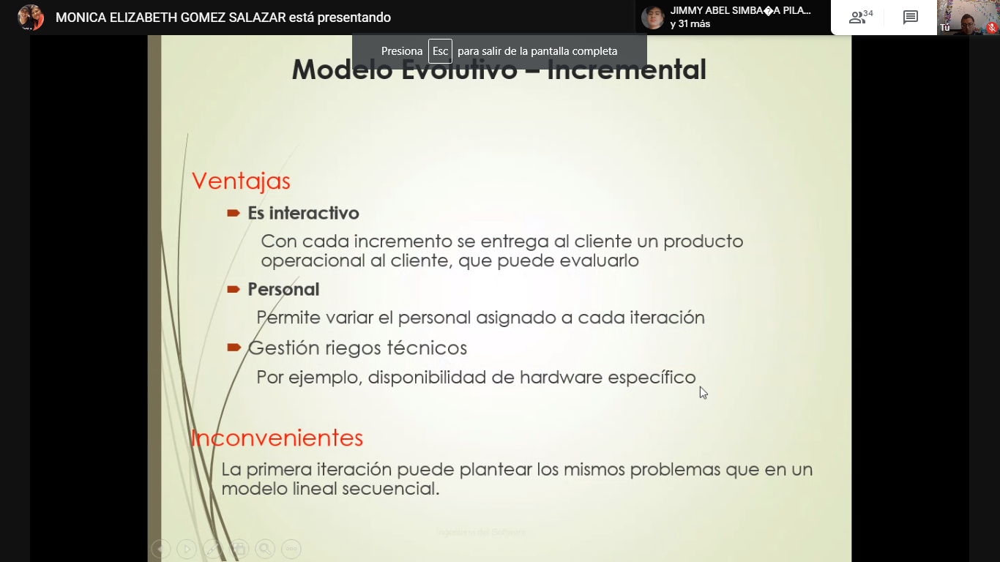 MONICA ELIZABETH GOMEZ SALAZAR está presentando
JIMMY ABEL SIMBA�A PILA...
y 31 más
34
Tú
Presiona Esc para salir de la pantalla completa
Modelo Evolutivo – Incremental
Ventajas
Es interactivo
Con cada incremento se entrega al cliente un producto
operacional al cliente, que puede evaluarlo
Personal
Permite variar el personal asignado a cada iteración
Gestión riegos técnicos
Por ejemplo, disponibilidad de hardware específico
Inconvenientes
La primera iteración puede plantear los mismos problemas que en un
modelo lineal secuencial.
Ingeniería del Software